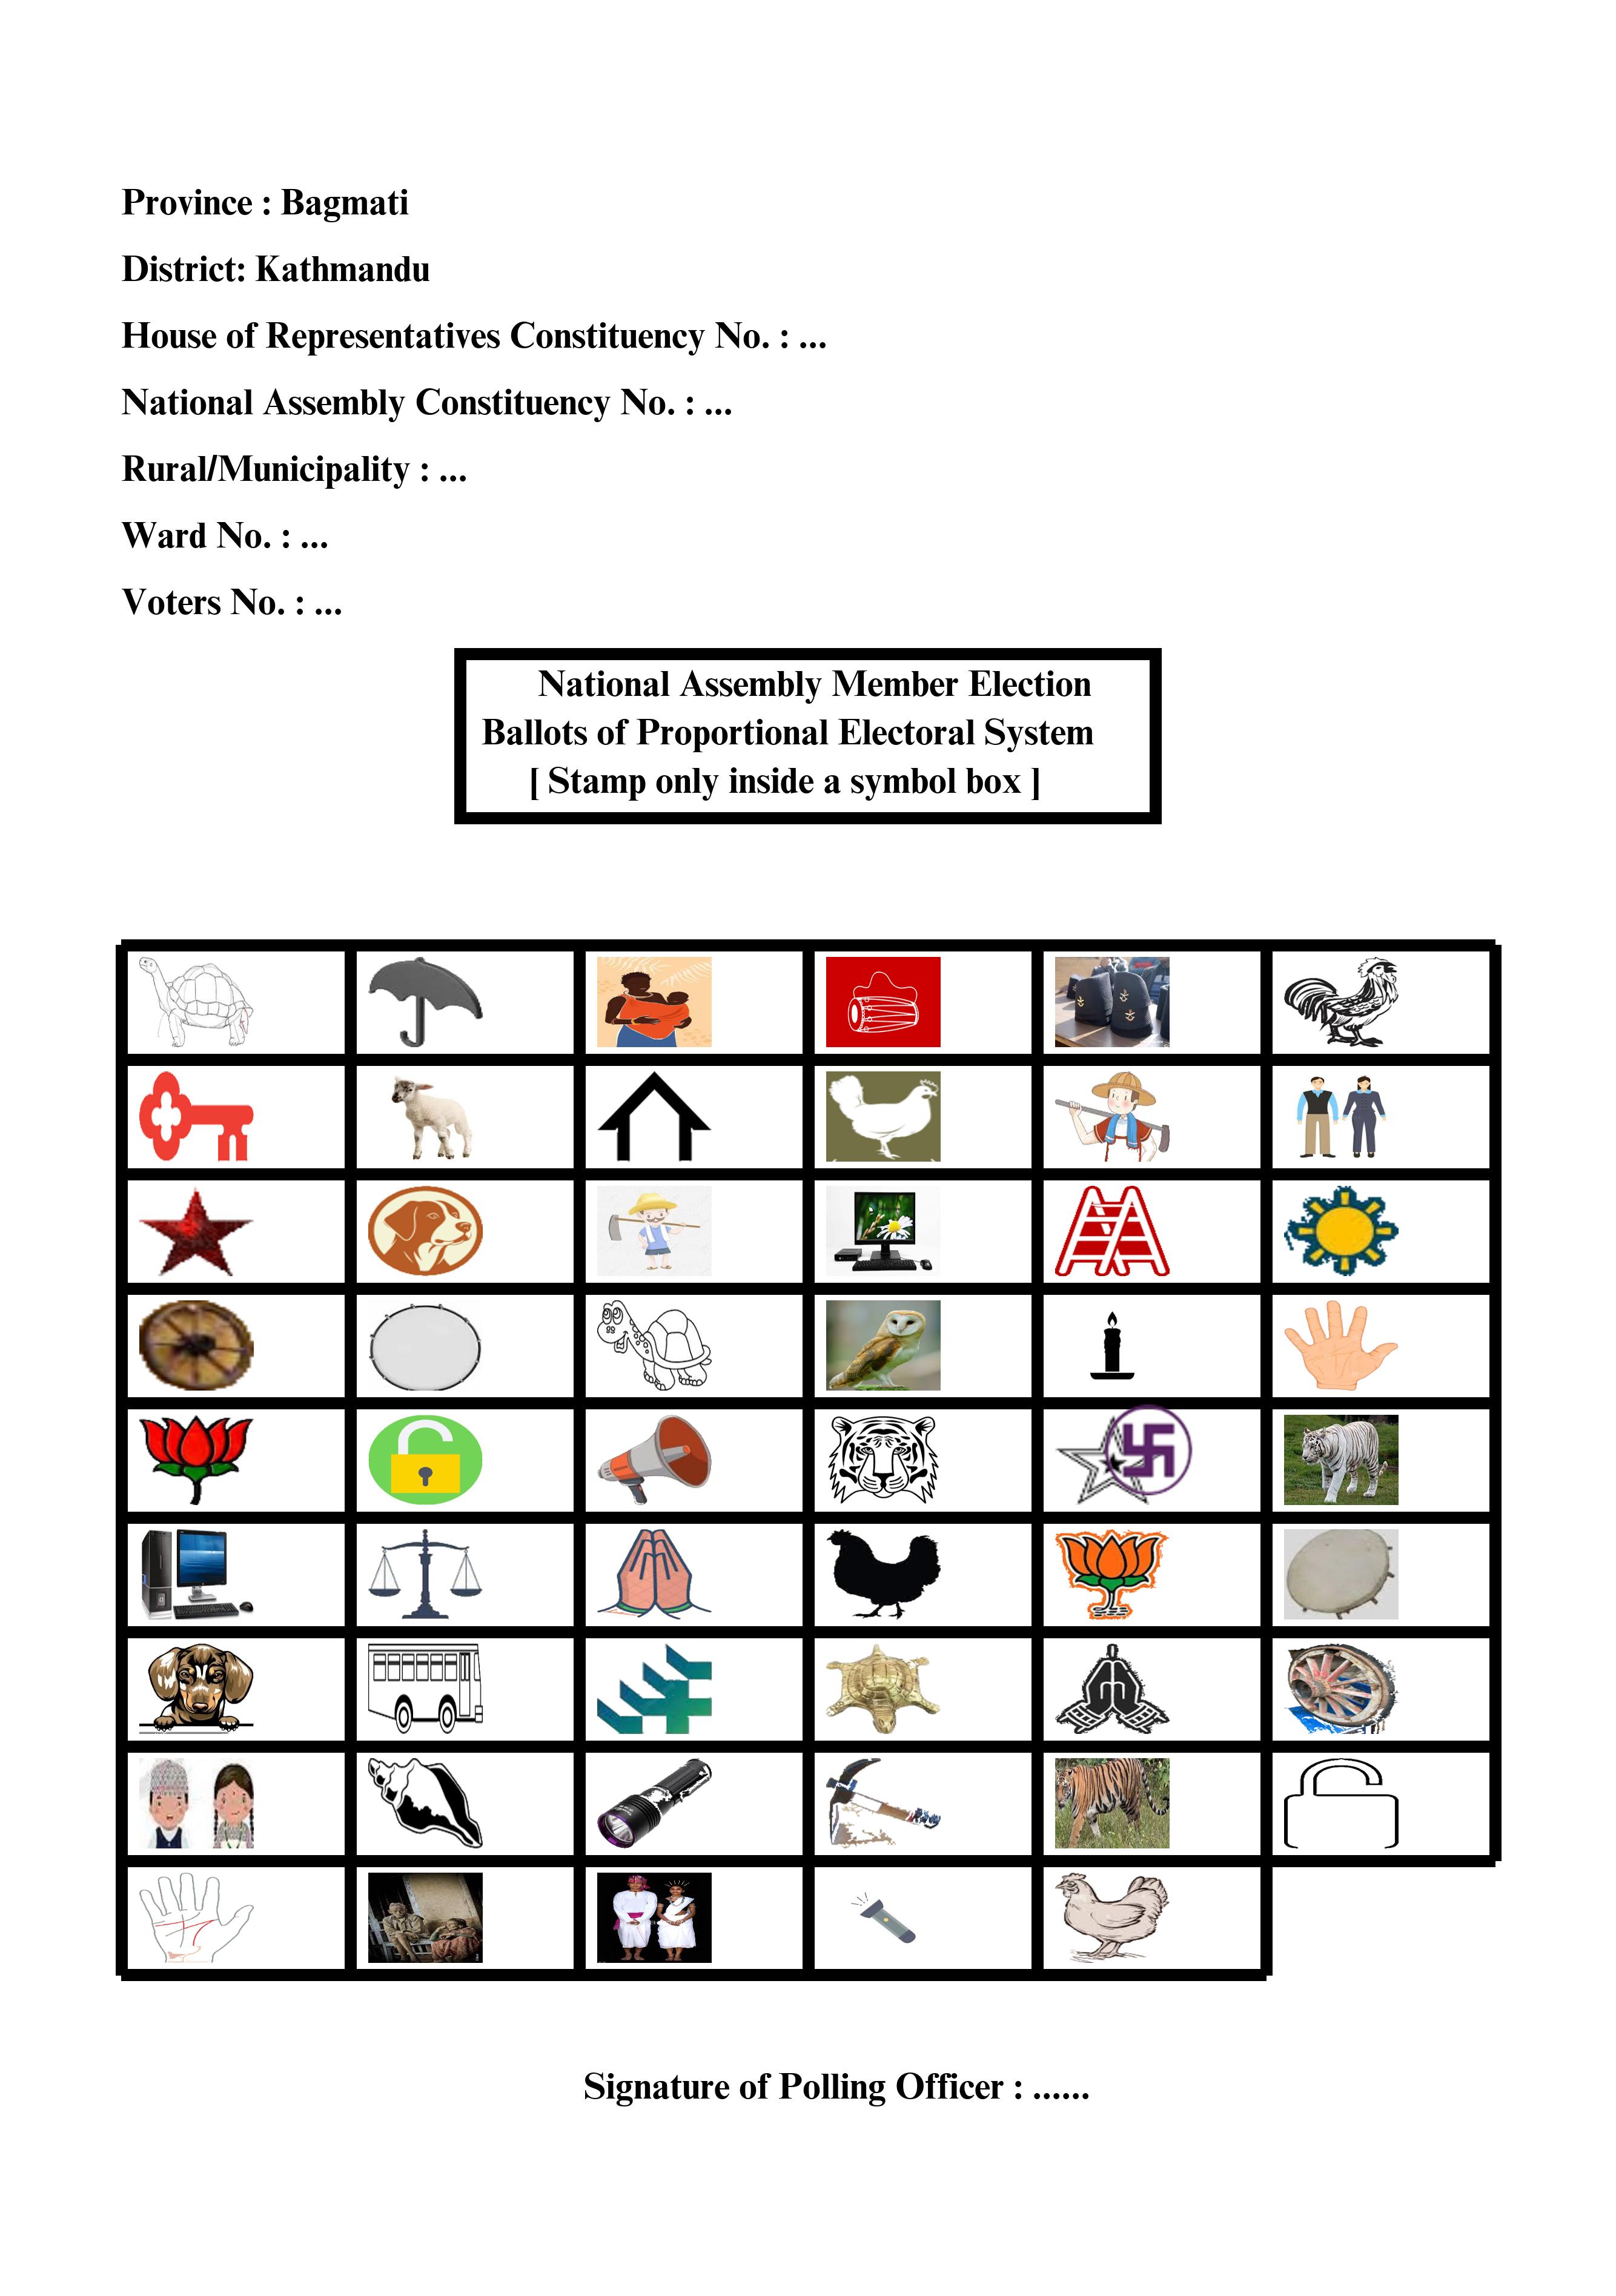 Province : Bagmati
District: Kathmandu
House of Representatives Constituency No. : ...
National Assembly Constituency No. : ...
Rural/Municipality : ...
Ward No. : ...
Voters No. : ...
National Assembly Member Election
Ballots of Proportional Electoral System
[ Stamp only inside a symbol box ]
Signature of Polling Officer : ......